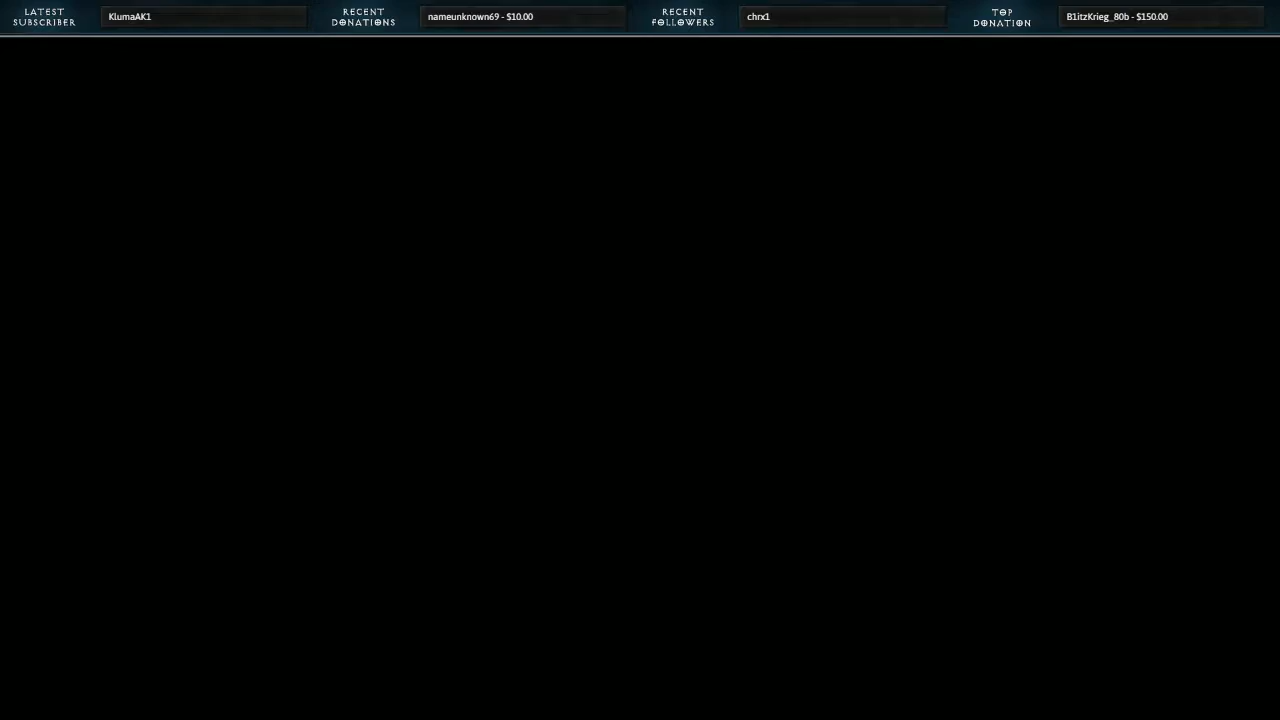 LATEST
SUBSCRIBER
KlumaAK1
RECENT
DONATIONS
nameunknown69 - $10.00
RECENT
FOLLOWERS
chrx1
TOP
DONATION
B1itzKrieg_80b - $150.00